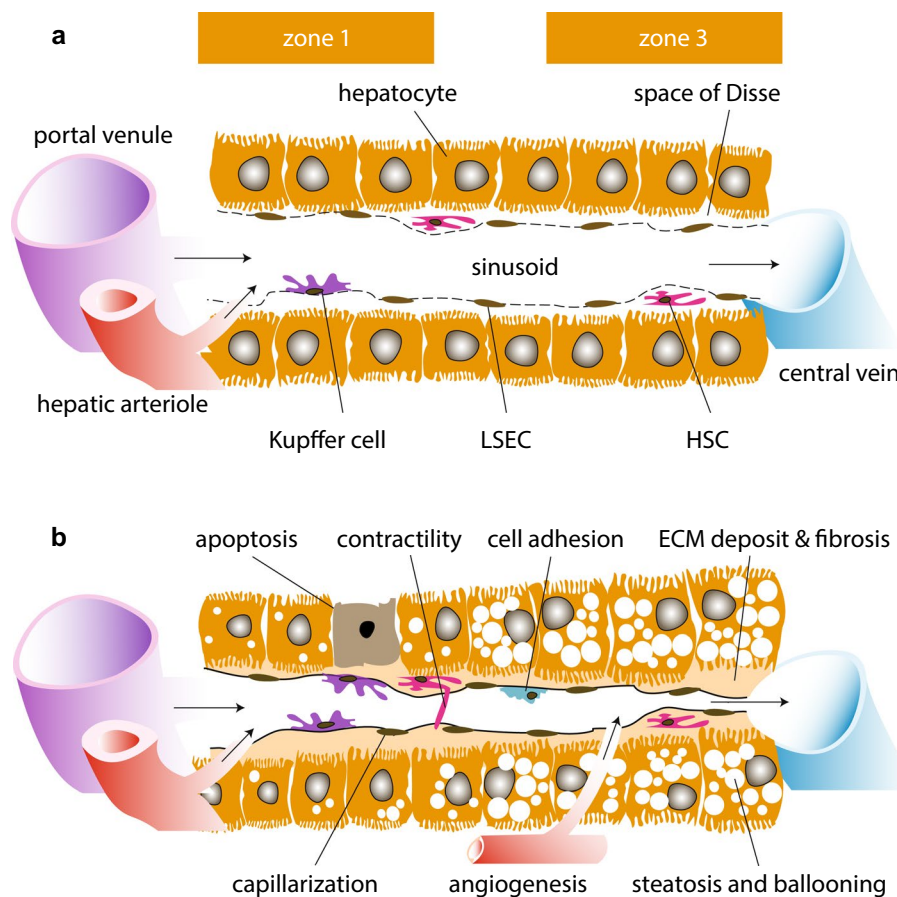 a
zone 1
zone 3
hepatocyte
space of Disse
portal venule
sinusoid
hepatic arteriole
central vein
Kupffer cell
LSEC
HSC
b
apoptosis
contractility
cell adhesion
ECM deposit & fibrosis
capillarization
angiogenesis
steatosis and ballooning